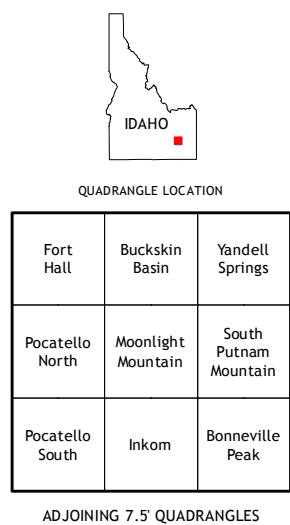 IDAHO
QUADRANGLE LOCATION
Fort
Hall
Buckskin
Basin
Yandell
Springs
Pocatello
North
Moonlight
Mountain
South
Putnam
Mountain
Pocatello
South
Inkom
Bonneville
Peak
ADJOINING 7.5' QUADRANGLES